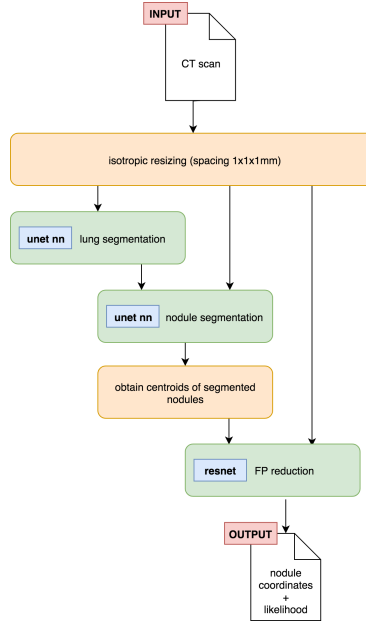 INPUT
CT scan
isotropic resizing (spacing 1x1x1mm)
unet nn lung segmentation
unet nn nodule segmentation
obtain centroids of segmented
nodules
resnet FP reduction
OUTPUT
nodule
coordinates
+
likelihood